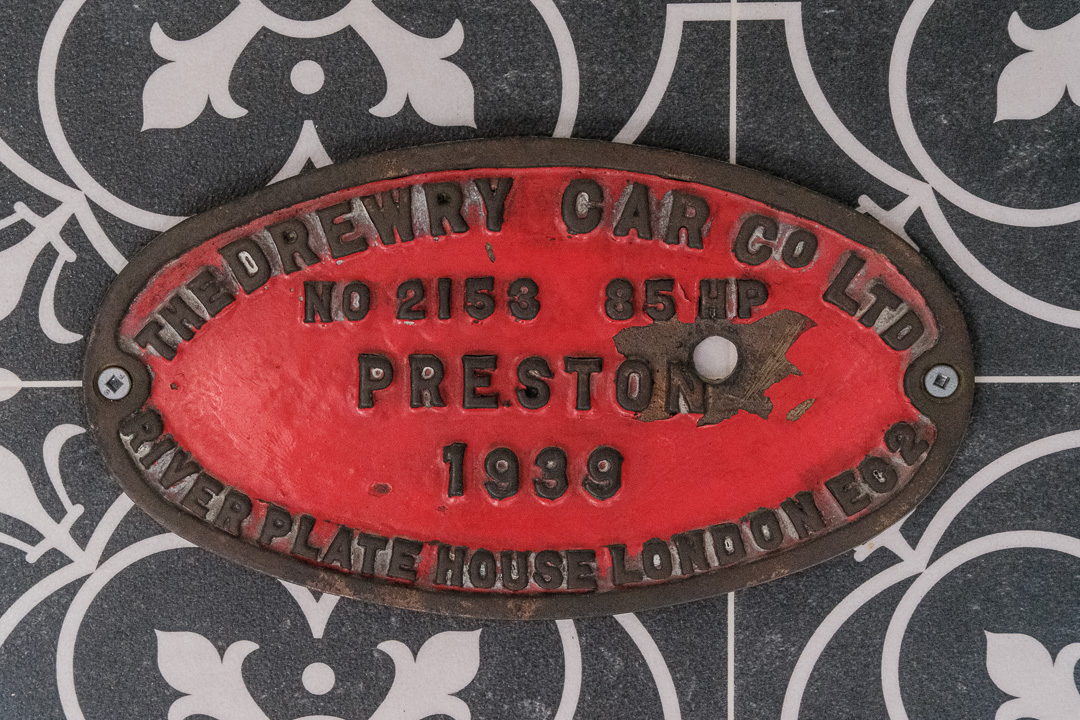 THE DREWRY CAR CO LTD
NO 2153 85 HP
PRESTON
1939
RIVER PLATE HOUSE LONDON EC2